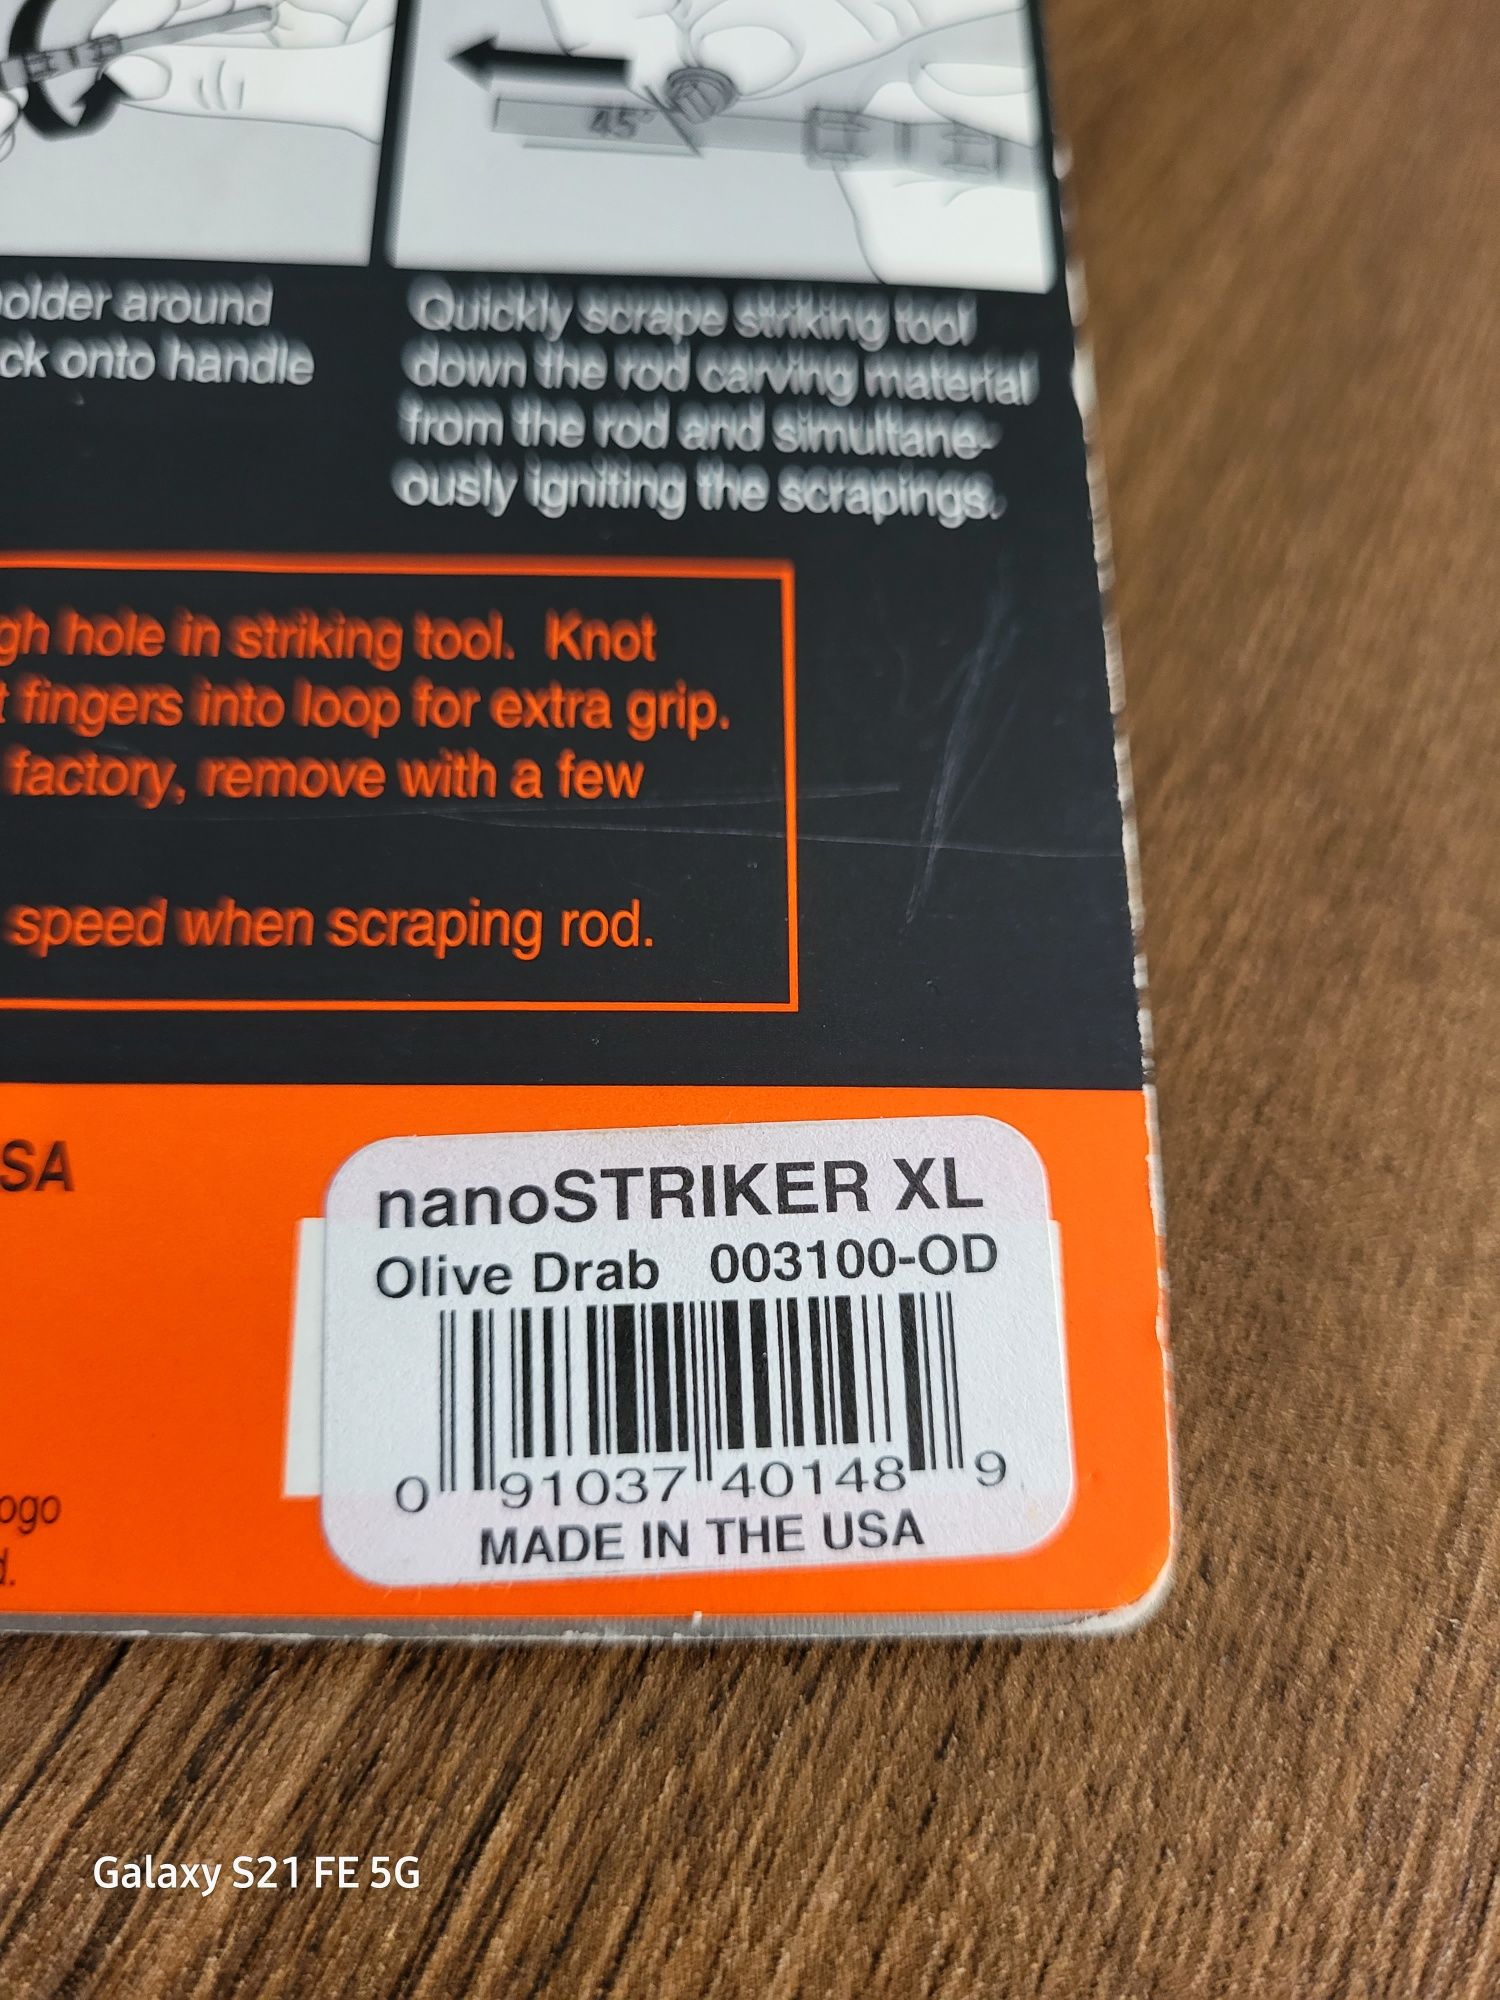 45°
older around
ck onto handle
Quickly scrape striking tool
down the rod carving material
from the rod and simultane-
ously igniting the scrapings.
gh hole in striking tool. Knot
t fingers into loop for extra grip.
factory, remove with a few
speed when scraping rod.
SA
ogo
d.
nanoSTRIKER XL
Olive Drab 003100-OD
0 91037 40148 9
MADE IN THE USA
Galaxy S21 FE 5G